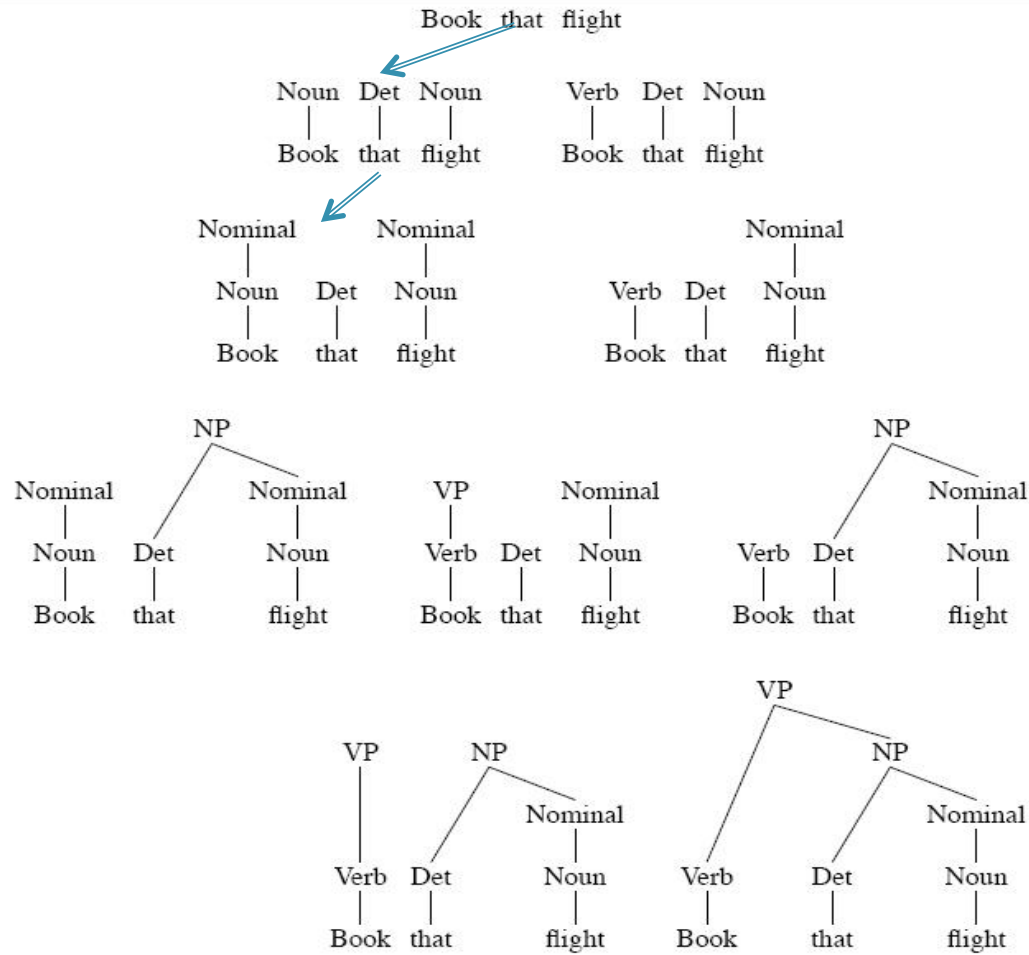 Book that flight
Noun Det Noun Verb Det Noun
Book that flight Book that flight
Nominal Nominal Nominal
Noun Det Noun Verb Det Noun
Book that flight Book that flight
NP NP
Nominal Nominal VP Nominal Nominal
Noun Det Noun Verb Det Noun Verb Det Noun
Book that flight Book that flight Book that flight
VP
VP NP NP
Nominal Nominal
Verb Det Noun Verb Det Noun
Book that flight Book that flight